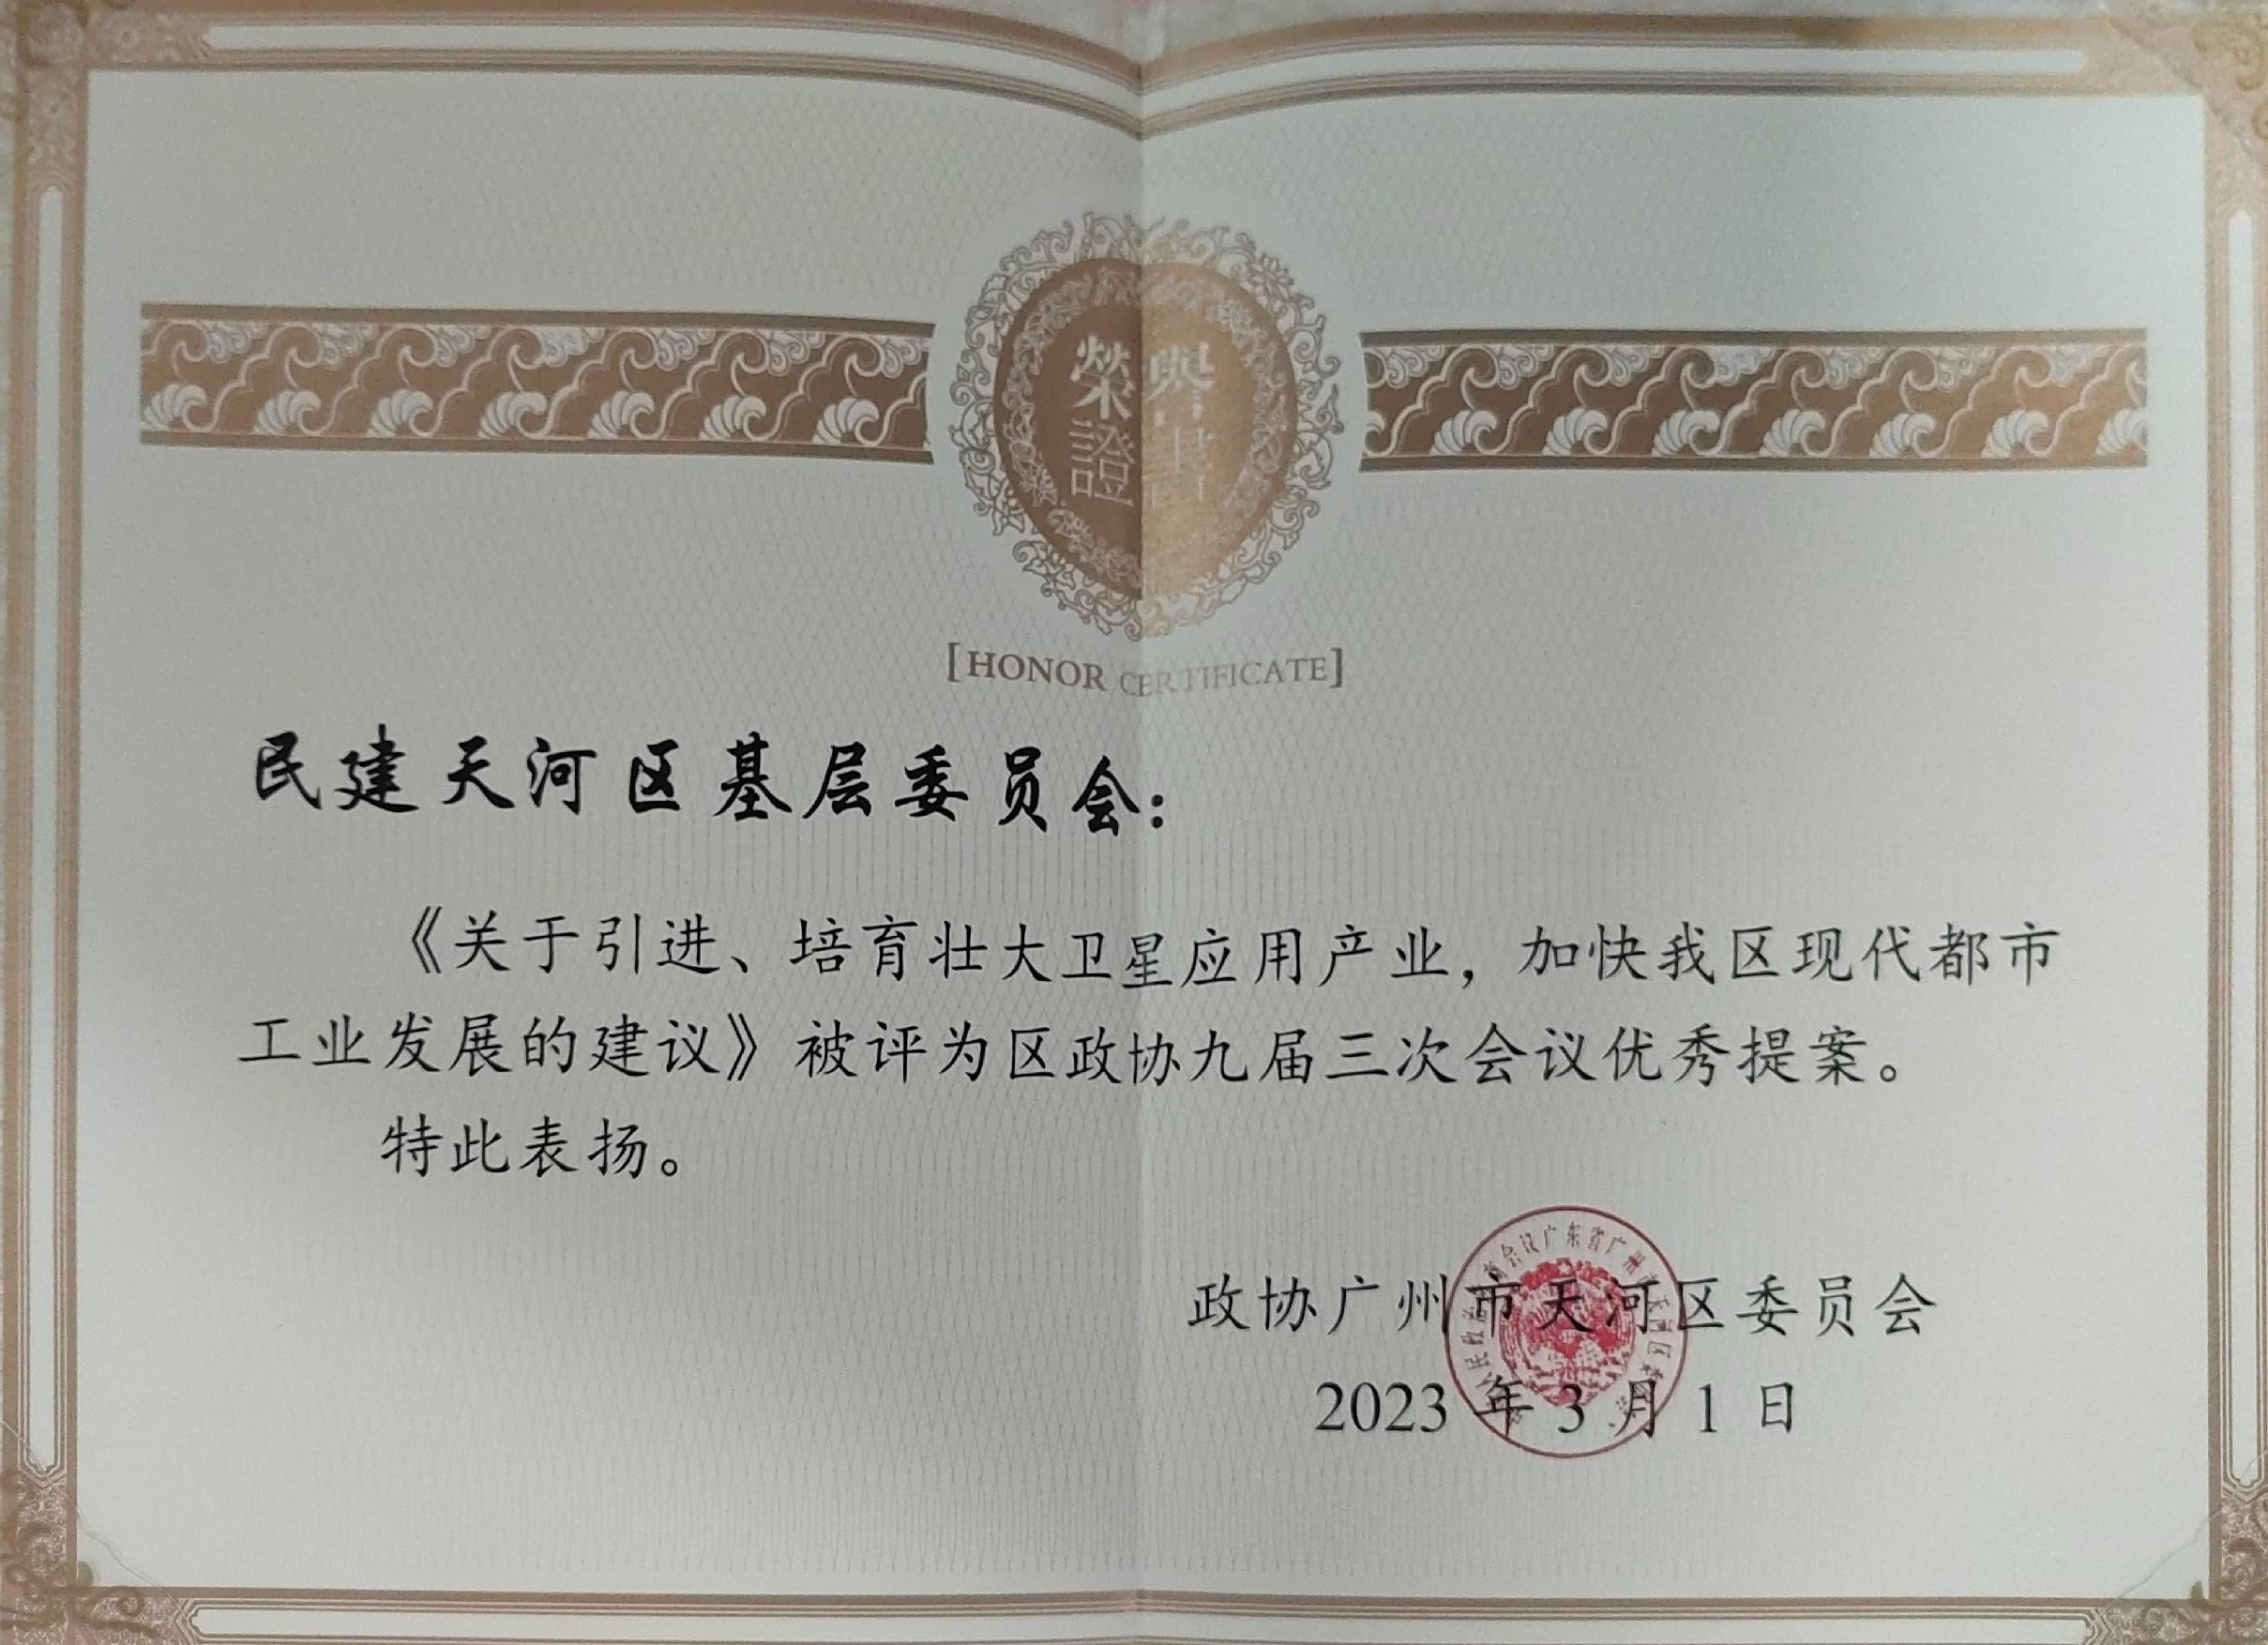 榮譽
證書
[HONOR CERTIFICATE]
民建天河区基层委员会:
《关于引进、培育壮大卫星应用产业，加快我区现代都市
工业发展的建议》被评为区政协九届三次会议优秀提案。
特此表扬。
政协广州市天河区委员会
2023 年 3 月 1 日